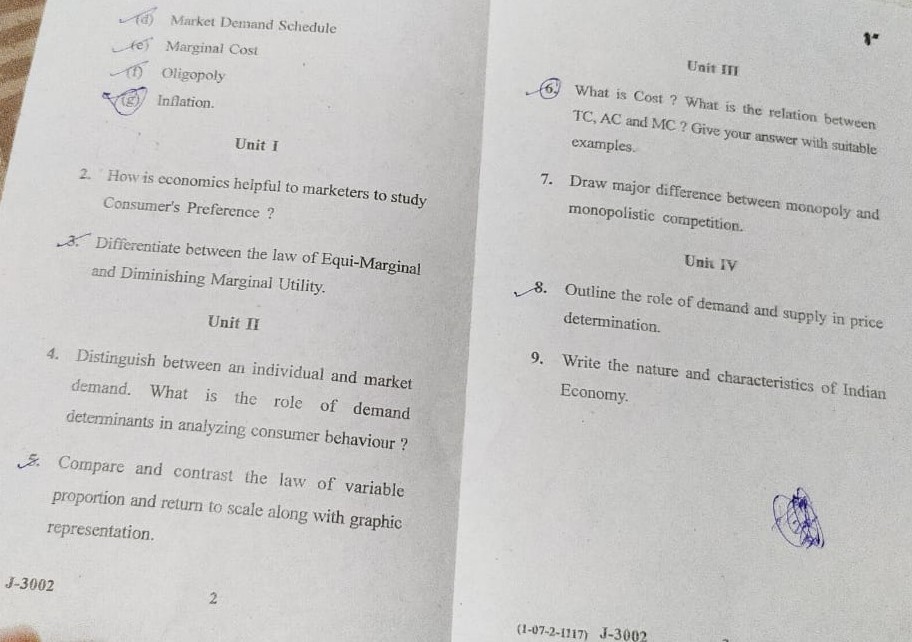 (d) Market Demand Schedule
(e) Marginal Cost
(f) Oligopoly
(g) Inflation.
Unit I
2. How is economics helpful to marketers to study
Consumer's Preference ?
3. Differentiate between the law of Equi-Marginal
and Diminishing Marginal Utility.
Unit II
4. Distinguish between an individual and market
demand. What is the role of demand
determinants in analyzing consumer behaviour ?
5. Compare and contrast the law of variable
proportion and return to scale along with graphic
representation.
J-3002
2
Unit III
6. What is Cost ? What is the relation between
TC, AC and MC ? Give your answer with suitable
examples.
7. Draw major difference between monopoly and
monopolistic competition.
Unit IV
8. Outline the role of demand and supply in price
determination.
9. Write the nature and characteristics of Indian
Economy.
(1-07-2-1117) J-3002